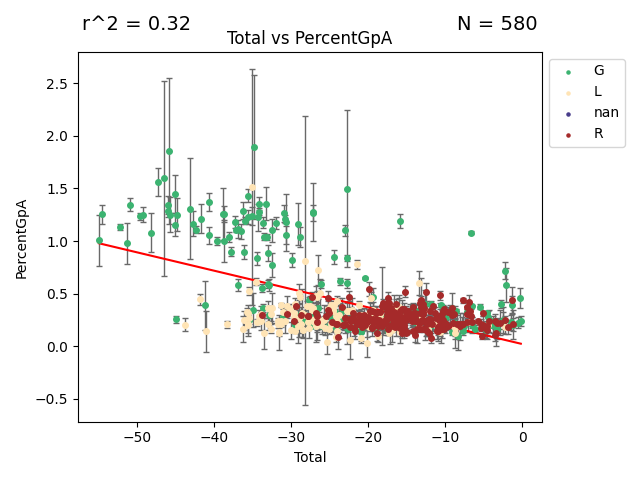 r^2 = 0.32
N = 580
Total vs PercentGpA
G
L
nan
R
PercentGpA
2.5
2.0
1.5
1.0
0.5
0.0
−0.5
−50
−40
−30
−20
−10
0
Total